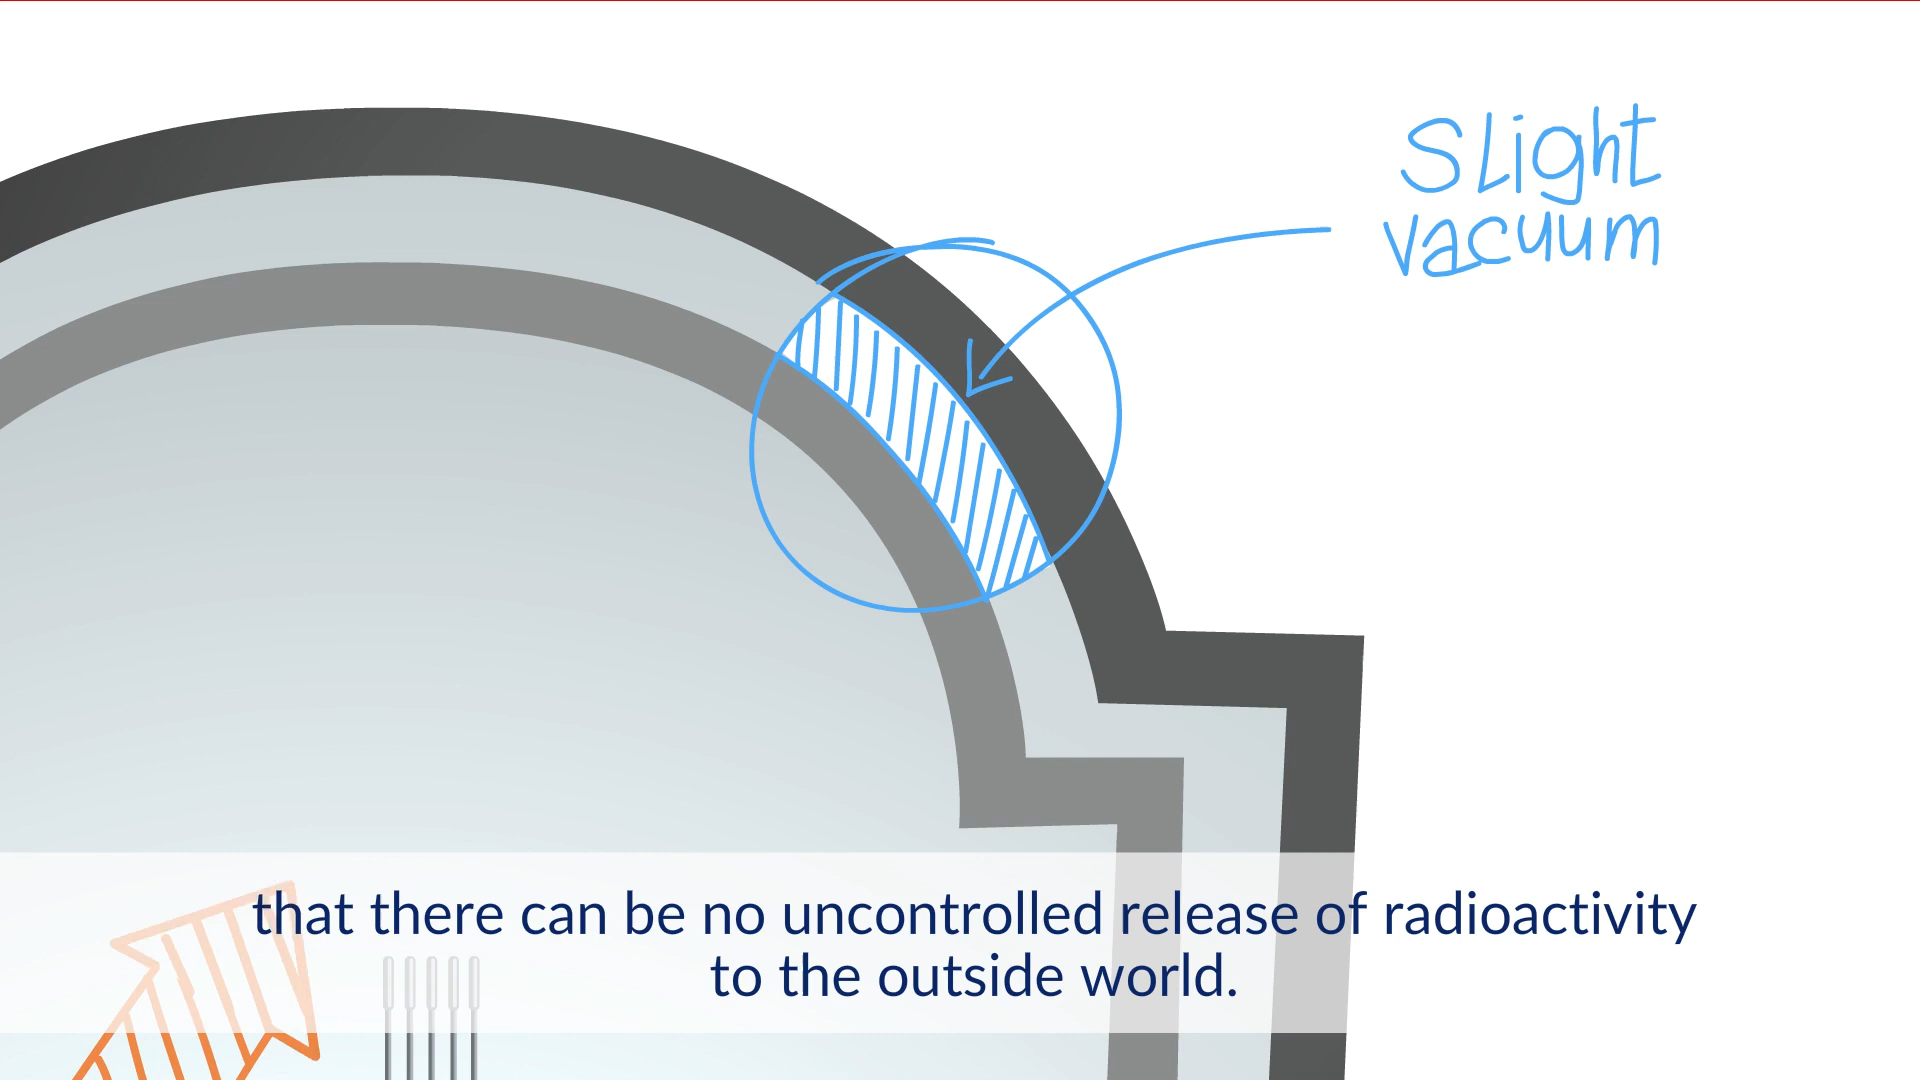 Slight
vacuum
that there can be no uncontrolled release of radioactivity
to the outside world.